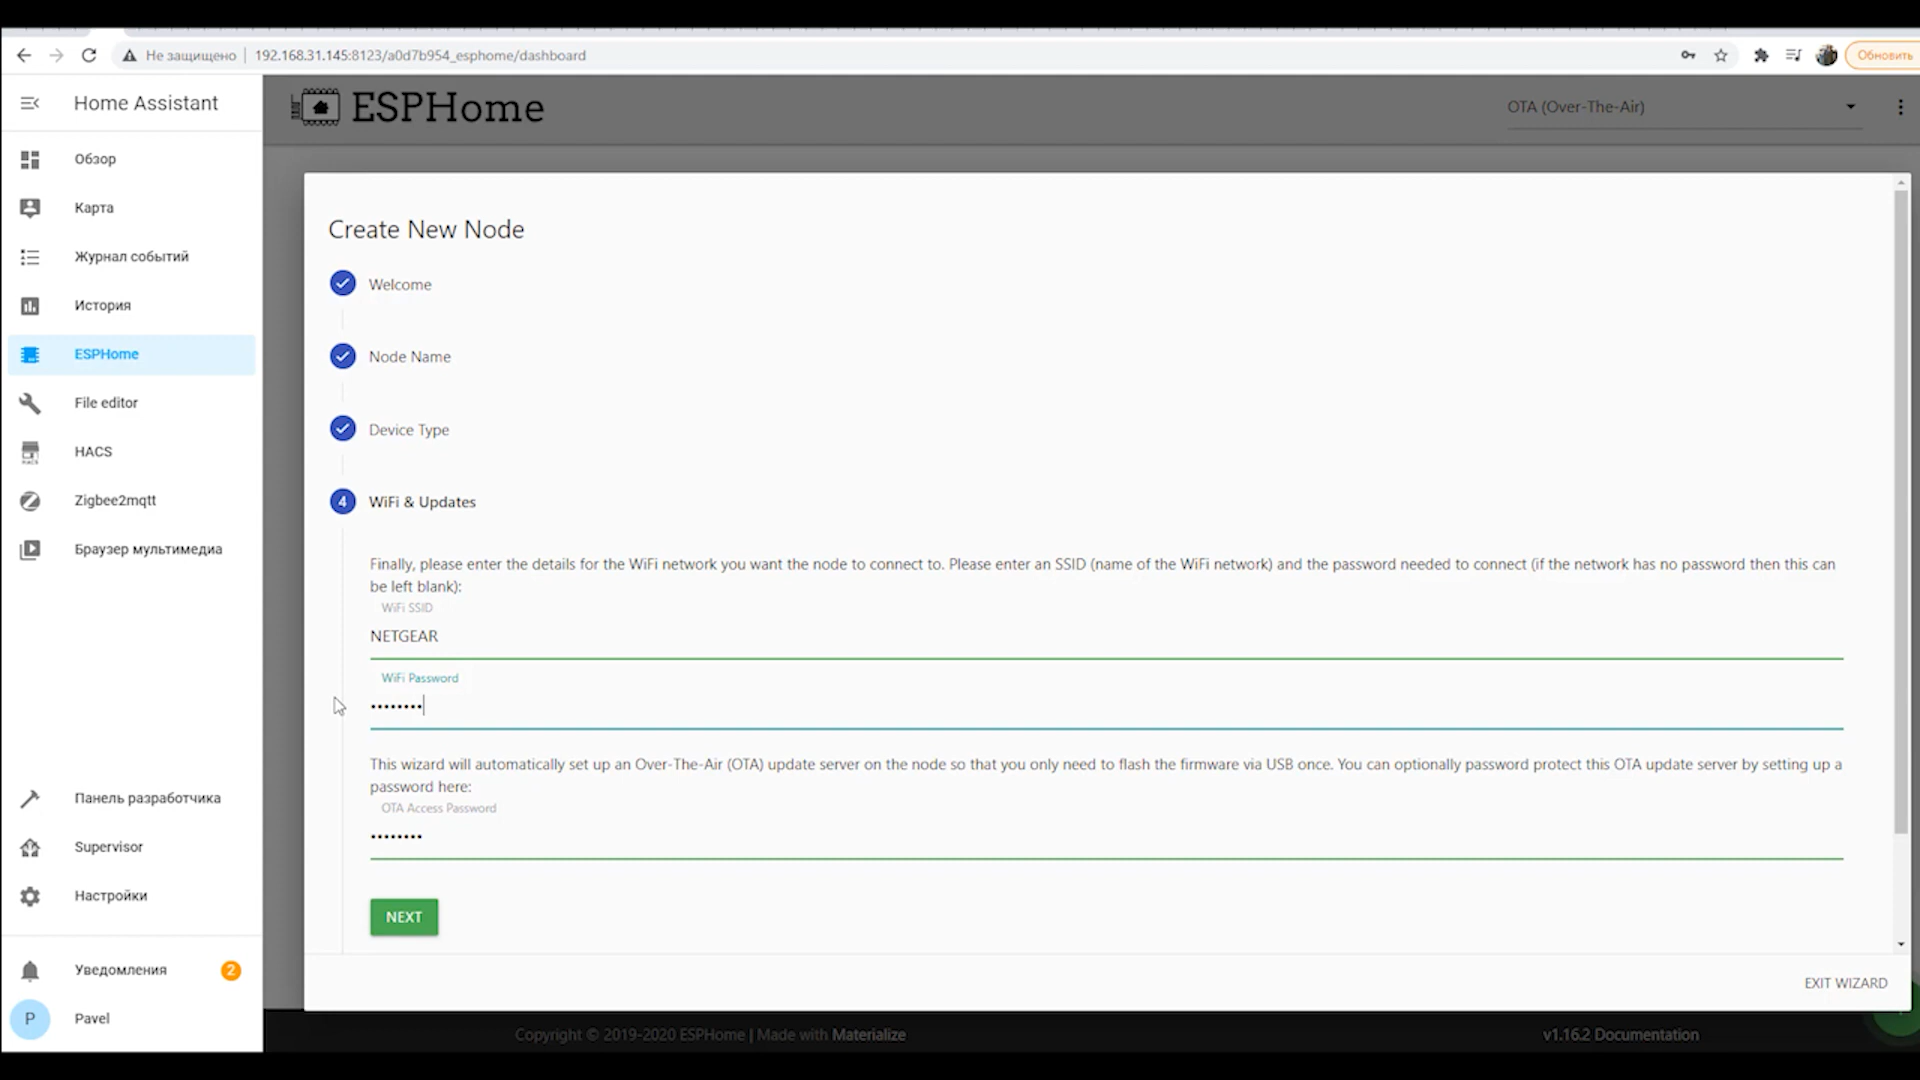 Не защищено
192.168.31.145:8123/a0d7b954_esphome/dashboard
Обновить
Home Assistant
ESPHome
OTA (Over-The-Air)
Обзор
Карта
Журнал событий
История
ESPHome
File editor
HACS
Zigbee2mqtt
Браузер мультимедиа
Панель разработчика
Supervisor
Настройки
Уведомления
2
P
Pavel
Create New Node
Welcome
Node Name
Device Type
4
WiFi & Updates
Finally, please enter the details for the WiFi network you want the node to connect to. Please enter an SSID (name of the WiFi network) and the password needed to connect (if the network has no password then this can
be left blank):
WiFi SSID
NETGEAR
WiFi Password
••••••••
This wizard will automatically set up an Over-The-Air (OTA) update server on the node so that you only need to flash the firmware via USB once. You can optionally password protect this OTA update server by setting up a
password here:
OTA Access Password
••••••••
NEXT
EXIT WIZARD
Copyright © 2019-2020 ESPHome | Made with Materialize
v1.16.2 Documentation